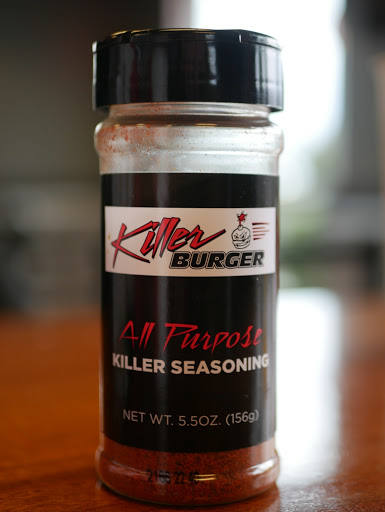 Killer
BURGER
All Purpose
KILLER SEASONING
NET WT. 5.5OZ. (156g)